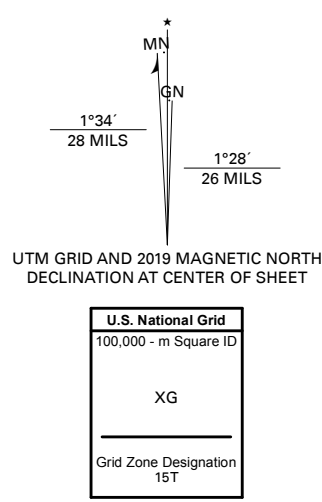 ★
MN
GN
1°34´
28 MILS
1°28´
26 MILS
UTM GRID AND 2019 MAGNETIC NORTH
DECLINATION AT CENTER OF SHEET
U.S. National Grid
100,000 - m Square ID
XG
Grid Zone Designation
15T